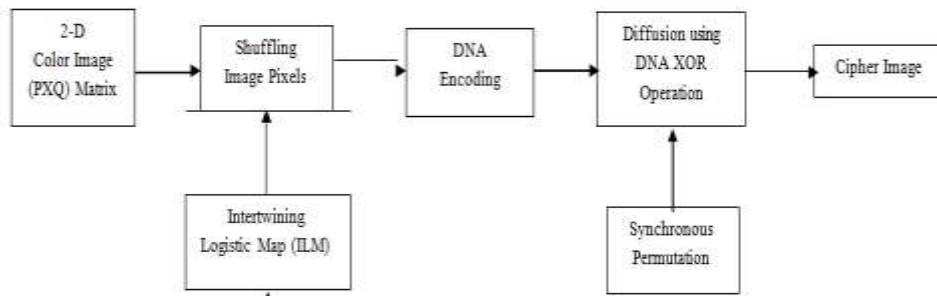 2-D
Color Image
(PXQ) Matrix
Shuffling
Image Pixels
DNA
Encoding
Diffusion using
DNA XOR
Operation
Cipher Image
Intertwining
Logistic Map (ILM)
Synchronous
Permutation